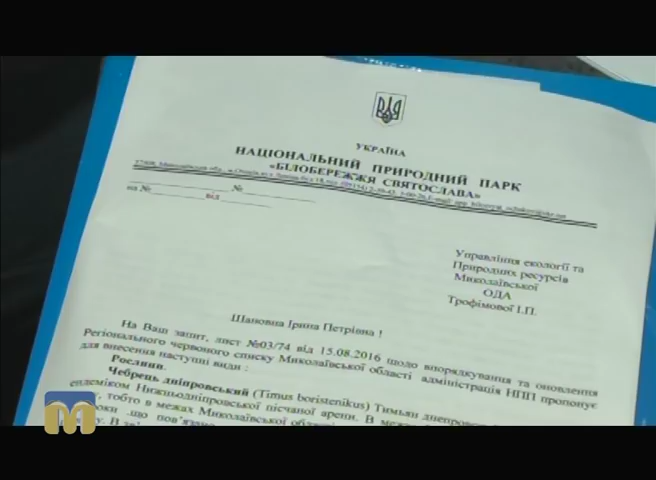 УКРАЇНА
НАЦІОНАЛЬНИЙ ПРИРОДНИЙ ПАРК
«БІЛОБЕРЕЖЖЯ СВЯТОСЛАВА»
на № від №
Управління екології та
Природних ресурсів
Миколаївської
ОДА
Трофімової І.П.
Шановна Ірина Петрівна !
На Ваш запит, лист №03/74 від 15.08.2016 щодо впорядкування та оновлення
Регіонального червоного списку Миколаївської області адміністрація НПП пропонує
для внесення наступні види :
Рослини.
Чебрець дніпровський (Timus boristenikus) Тимьян
ендеміком Нижньодніпровської піщаної арени. В
тобто в межах Миколаївської
що